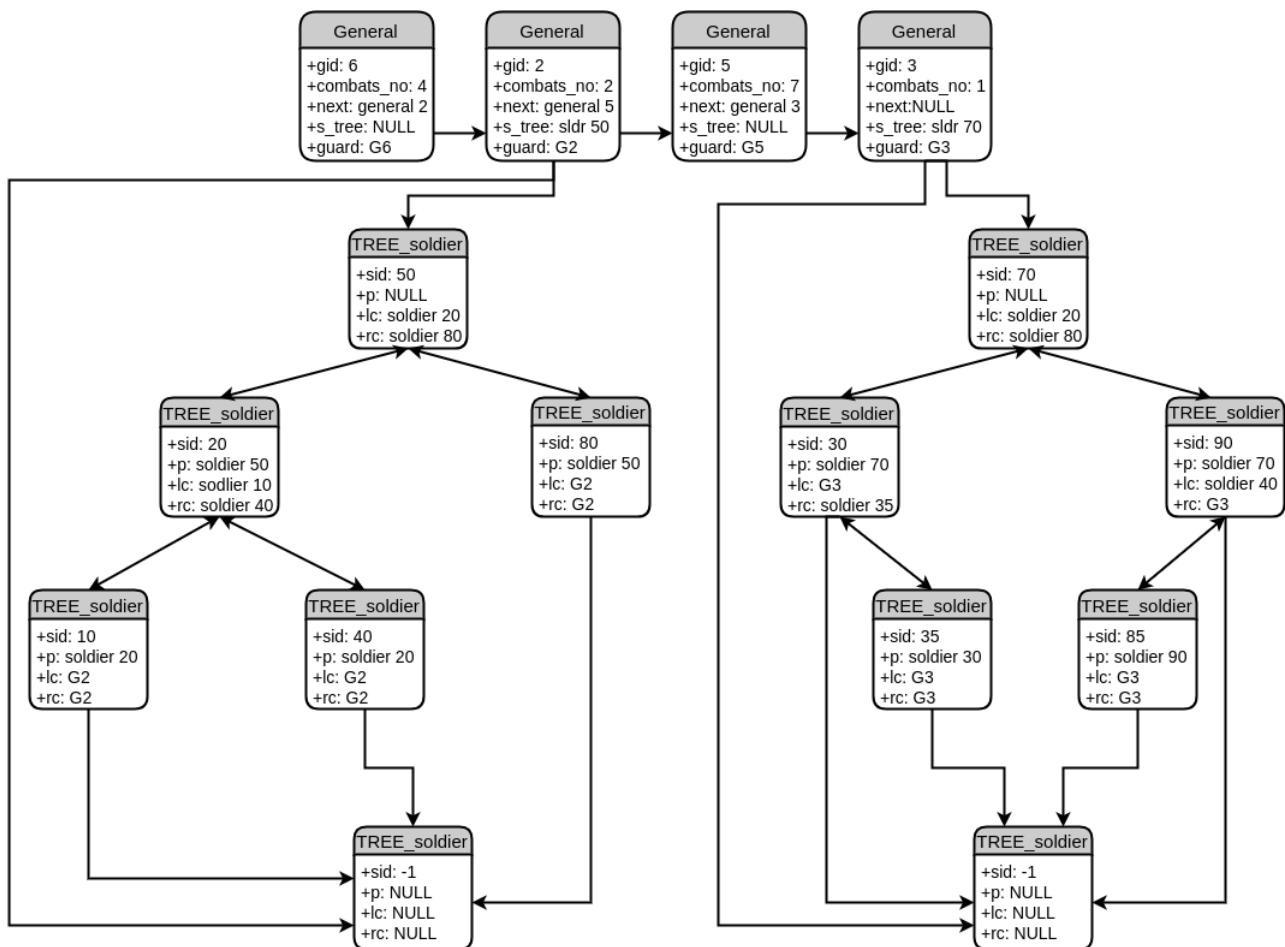 General
+gid: 6
+combats_no: 4
+next: general 2
+s_tree: NULL
+guard: G6
General
+gid: 2
+combats_no: 2
+next: general 5
+s_tree: sldr 50
+guard: G2
General
+gid: 5
+combats_no: 7
+next: general 3
+s_tree: NULL
+guard: G5
General
+gid: 3
+combats_no: 1
+next:NULL
+s_tree: sldr 70
+guard: G3
TREE_soldier
+sid: 50
+p: NULL
+lc: soldier 20
+rc: soldier 80
TREE_soldier
+sid: 70
+p: NULL
+lc: soldier 20
+rc: soldier 80
TREE_soldier
+sid: 20
+p: soldier 50
+lc: sodlier 10
+rc: soldier 40
TREE_soldier
+sid: 80
+p: soldier 50
+lc: G2
+rc: G2
TREE_soldier
+sid: 30
+p: soldier 70
+lc: G3
+rc: soldier 35
TREE_soldier
+sid: 90
+p: soldier 70
+lc: soldier 40
+rc: G3
TREE_soldier
+sid: 10
+p: soldier 20
+lc: G2
+rc: G2
TREE_soldier
+sid: 40
+p: soldier 20
+lc: G2
+rc: G2
TREE_soldier
+sid: 35
+p: soldier 30
+lc: G3
+rc: G3
TREE_soldier
+sid: 85
+p: soldier 90
+lc: G3
+rc: G3
TREE_soldier
+sid: -1
+p: NULL
+lc: NULL
+rc: NULL
TREE_soldier
+sid: -1
+p: NULL
+lc: NULL
+rc: NULL